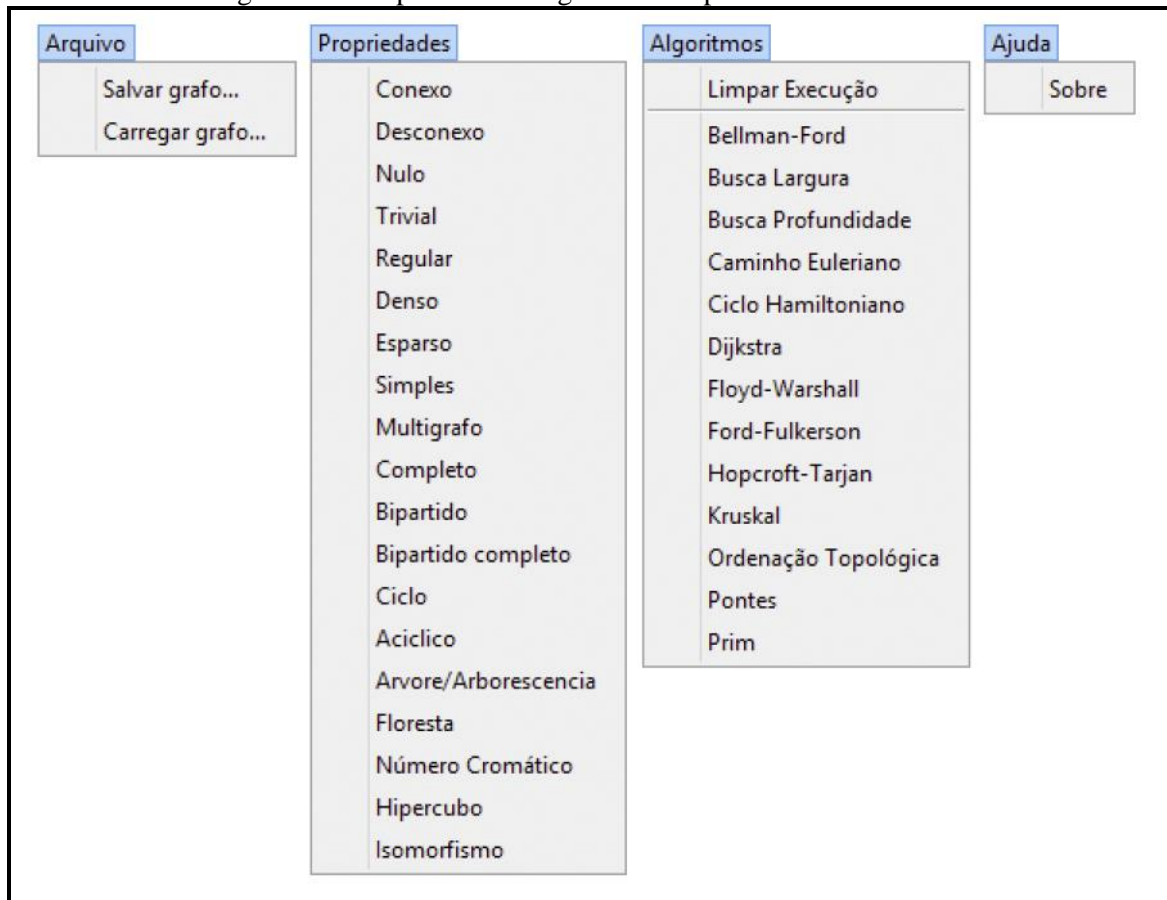 Arquivo
Salvar grafo...
Carregar grafo...
Propriedades
Conexo
Desconexo
Nulo
Trivial
Regular
Denso
Esparso
Simples
Multigrafo
Completo
Bipartido
Bipartido completo
Ciclo
Aciclico
Arvore/Arborescencia
Floresta
Número Cromático
Hipercubo
Isomorfismo
Algoritmos
Limpar Execução
Bellman-Ford
Busca Largura
Busca Profundidade
Caminho Euleriano
Ciclo Hamiltoniano
Dijkstra
Floyd-Warshall
Ford-Fulkerson
Hopcroft-Tarjan
Kruskal
Ordenação Topológica
Pontes
Prim
Ajuda
Sobre